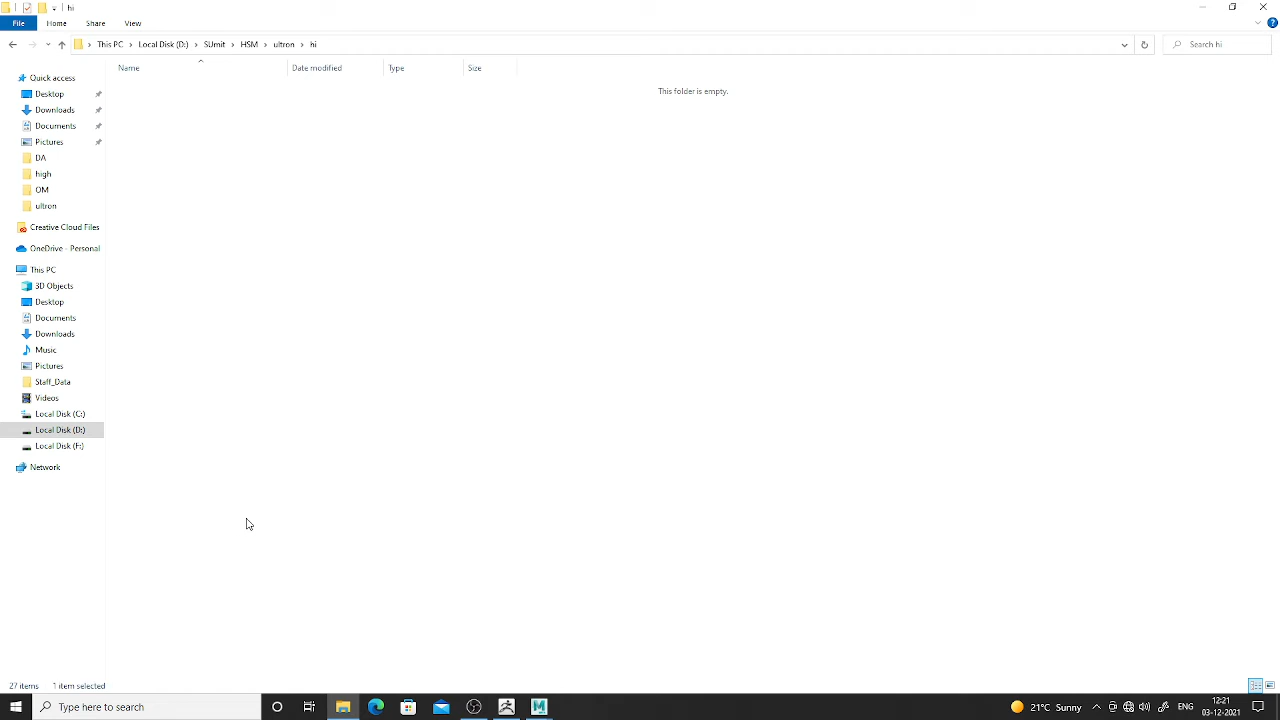 hi
File Home Share View
This PC Local Disk (D:) SUmit HSM ultron hi Search hi
Name Date modified Type Size
This folder is empty.
Quick access
Desktop
Downloads
Documents
Pictures
DA
high
OM
ultron
Creative Cloud Files
OneDrive - Personal
This PC
3D Objects
Desktop
Documents
Downloads
Music
Pictures
Staff_Data
Videos
Local Disk (C:)
Local Disk (D:)
Local Disk (F:)
Network
27 items 1 item selected
Type here to search
21°C Sunny
ENG
12:21
03-12-2021